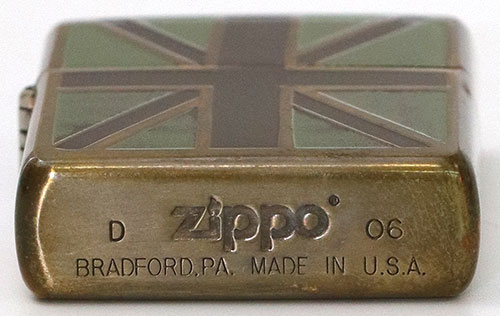 D zippo® 06
BRADFORD, PA. MADE IN U.S.A.